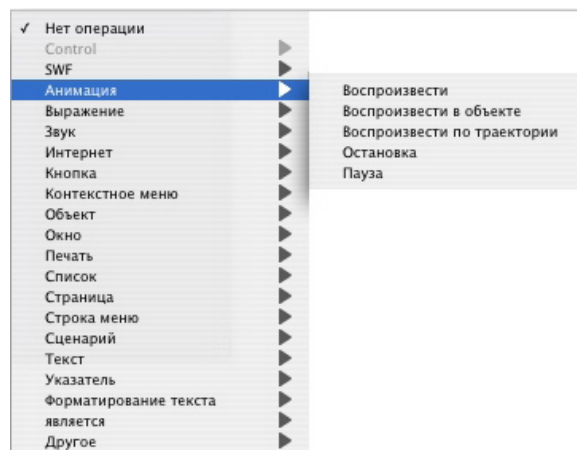 ✓ Нет операции
Control
SWF
Анимация
Выражение
Звук
Интернет
Кнопка
Контекстное меню
Объект
Окно
Печать
Список
Страница
Строка меню
Сценарий
Текст
Указатель
Форматирование текста
является
Другое
Воспроизвести
Воспроизвести в объекте
Воспроизвести по траектории
Остановка
Пауза